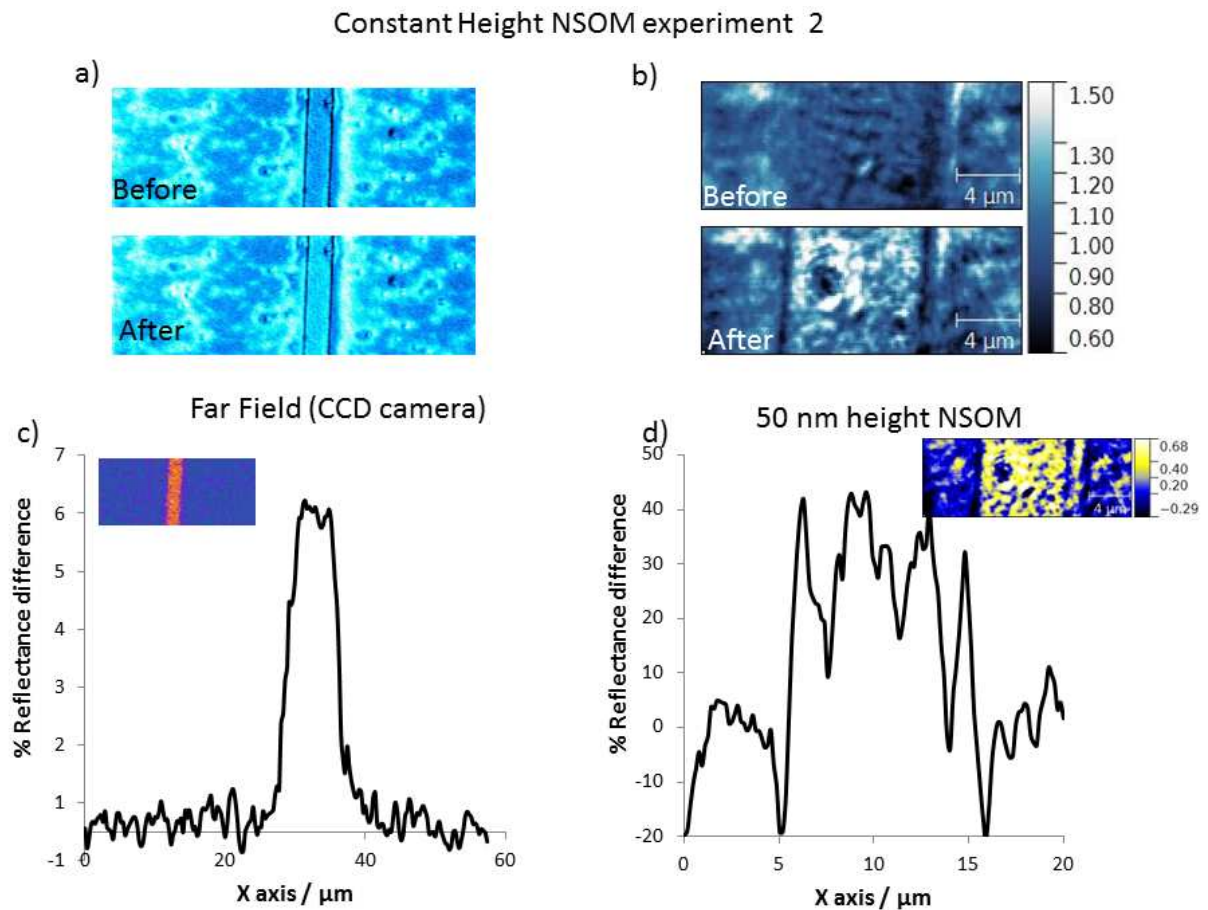 Constant Height NSOM experiment 2
a)
Before
After
b)
Before
4 μm
After
4 μm
1.50
1.30
1.20
1.10
1.00
0.90
0.80
0.60
Far Field (CCD camera)
c)
% Reflectance difference
7
6
5
4
3
2
1
-1
0
20
40
60
X axis / μm
50 nm height NSOM
d)
% Reflectance difference
50
40
30
20
10
0
-10
-20
0
5
10
15
20
X axis / μm
4 μm
0.68
0.40
0.20
−0.29